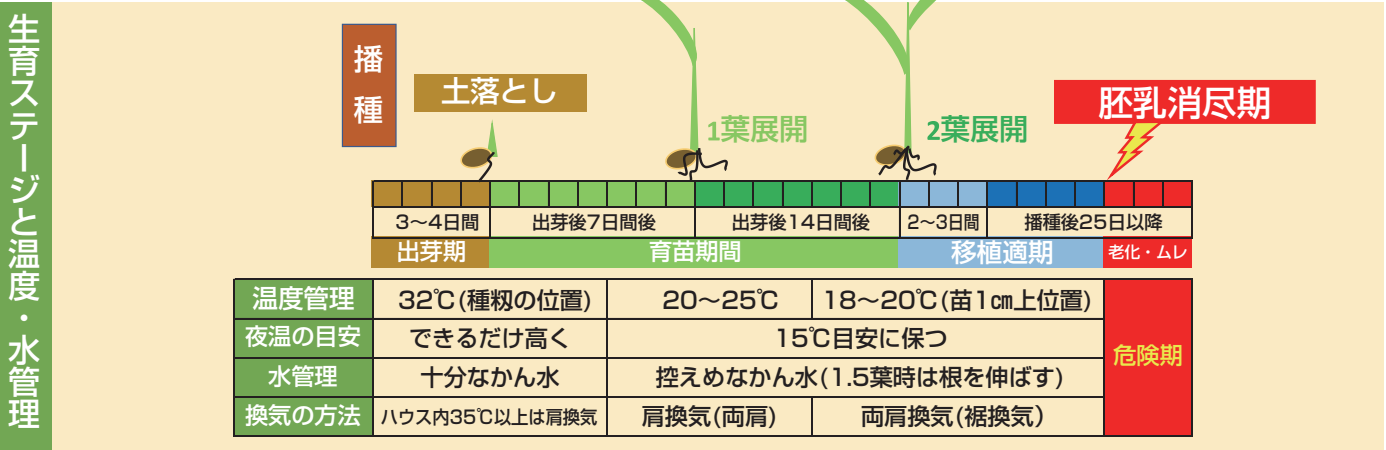 生育ステージと温度・水管理
播種
土落とし
1葉展開
2葉展開
胚乳消尽期
3〜4日間 出芽後7日間後 出芽後14日間後 2〜3日間 播種後25日以降
出芽期 育苗期間 移植適期 老化・ムレ
温度管理 32℃(種籾の位置) 20〜25℃ 18〜20℃(苗1㎝上位置)
夜温の目安 できるだけ高く 15℃目安に保つ
危険期
水管理 十分なかん水 控えめなかん水(1.5葉時は根を伸ばす)
換気の方法 ハウス内35℃以上は肩換気 肩換気(両肩) 両肩換気(裾換気)